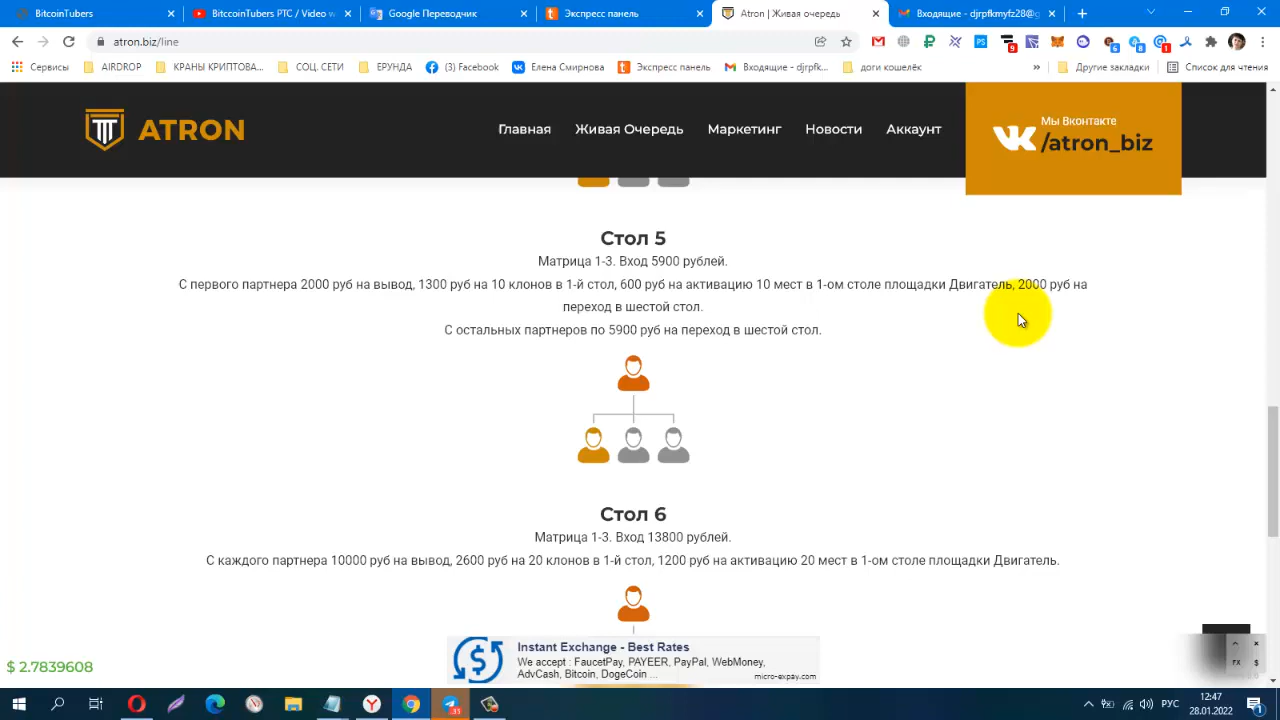 BitcoinTubers
BitcoinTubers PTC / Video w
Google Переводчик
Экспресс панель
Atron | Живая очередь
Входящие - djrpfkmyfz28@g
atron.biz/line
Сервисы
AIRDROP
КРАНЫ КРИПТОВА...
СОЦ. СЕТИ
ЕРУНДА
(3) Facebook
Елена Смирнова
Экспресс панель
Входящие - djrpfk...
доги кошелёк
»
Другие закладки
Список для чтения
ATRON
Главная
Живая Очередь
Маркетинг
Новости
Аккаунт
Мы Вконтакте
/atron_biz
Стол 5
Матрица 1-3. Вход 5900 рублей.
С первого партнера 2000 руб на вывод, 1300 руб на 10 клонов в 1-й стол, 600 руб на активацию 10 мест в 1-ом столе площадки Двигатель, 2000 руб на
переход в шестой стол.
С остальных партнеров по 5900 руб на переход в шестой стол.
Стол 6
Матрица 1-3. Вход 13800 рублей.
С каждого партнера 10000 руб на вывод, 2600 руб на 20 клонов в 1-й стол, 1200 руб на активацию 20 мест в 1-ом столе площадки Двигатель.
Instant Exchange - Best Rates
We accept : FaucetPay, PAYEER, PayPal, WebMoney,
AdvCash, Bitcoin, DogeCoin ...
micro-expay.com
$ 2.7839608
РУС
12:47
28.01.2022